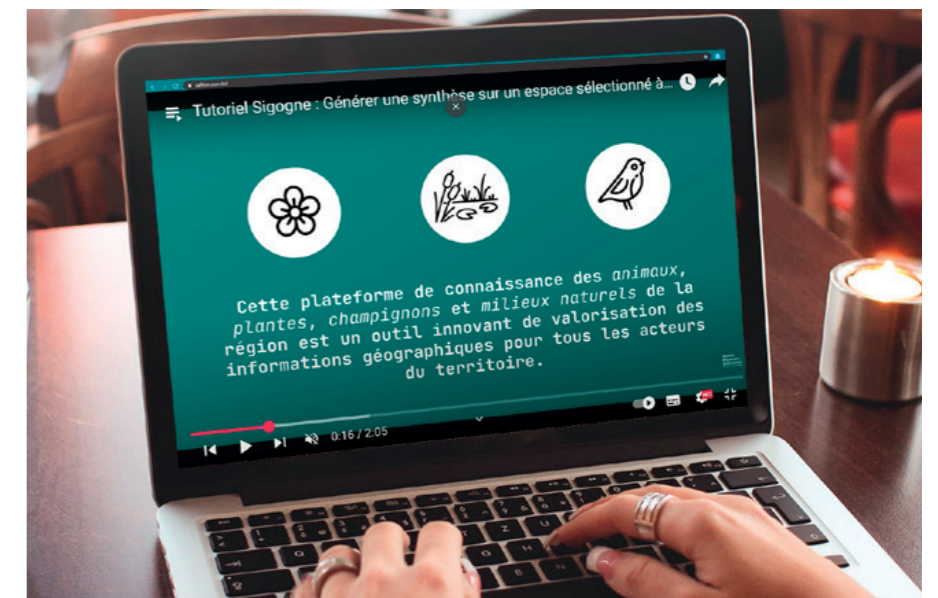 Tutoriel Sigogne : Générer une synthèse sur un espace sélectionné à...
Cette plateforme de connaissance des animaux,
plantes, champignons et milieux naturels de la
région est un outil innovant de valorisation des
informations géographiques pour tous les acteurs
du territoire.
0:16 / 2:05